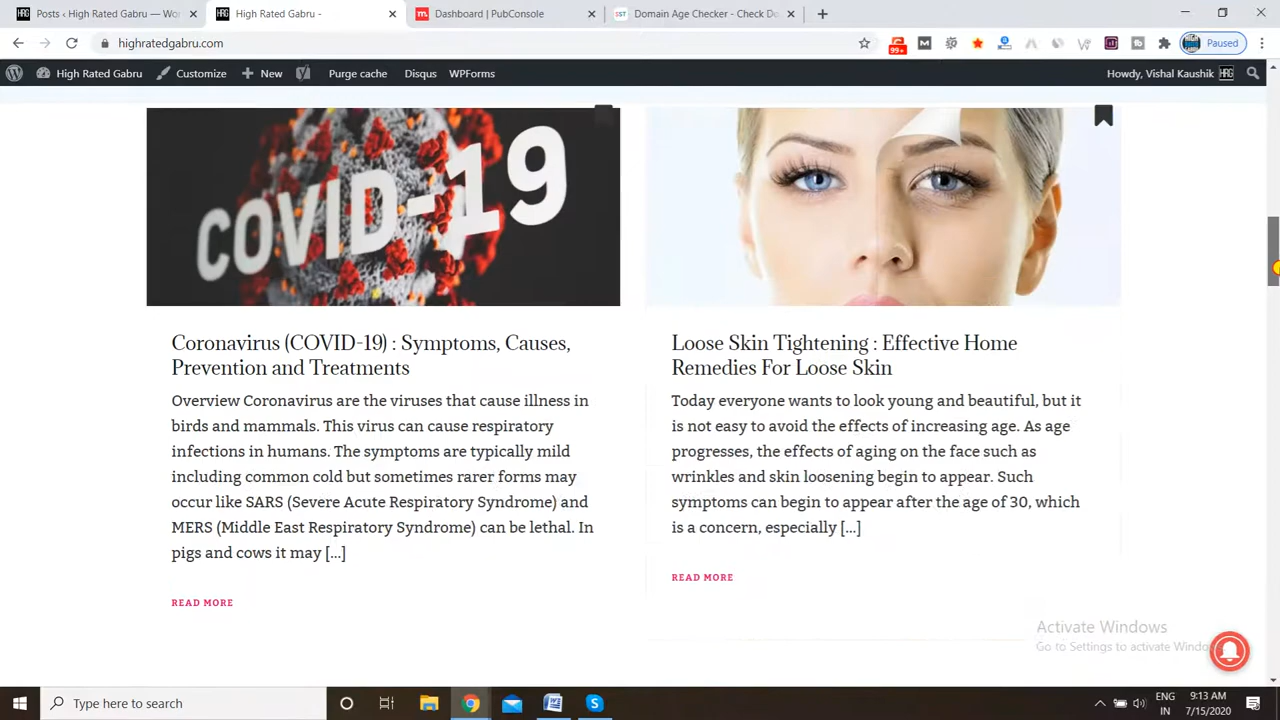 Posts ‹ High Rated Gabru — Wo
High Rated Gabru -
Dashboard | PubConsole
Domain Age Checker - Check Do
highratedgabru.com
99+
Paused
High Rated Gabru
Customize
New
Purge cache
Disqus
WPForms
Howdy, Vishal Kaushik
HRG
COVID-19
Coronavirus (COVID-19) : Symptoms, Causes,
Prevention and Treatments
Overview Coronavirus are the viruses that cause illness in
birds and mammals. This virus can cause respiratory
infections in humans. The symptoms are typically mild
including common cold but sometimes rarer forms may
occur like SARS (Severe Acute Respiratory Syndrome) and
MERS (Middle East Respiratory Syndrome) can be lethal. In
pigs and cows it may [...]
READ MORE
Loose Skin Tightening : Effective Home
Remedies For Loose Skin
Today everyone wants to look young and beautiful, but it
is not easy to avoid the effects of increasing age. As age
progresses, the effects of aging on the face such as
wrinkles and skin loosening begin to appear. Such
symptoms can begin to appear after the age of 30, which
is a concern, especially [...]
READ MORE
Activate Windows
Go to Settings to activate Windows
Type here to search
ENG
IN
9:13 AM
7/15/2020